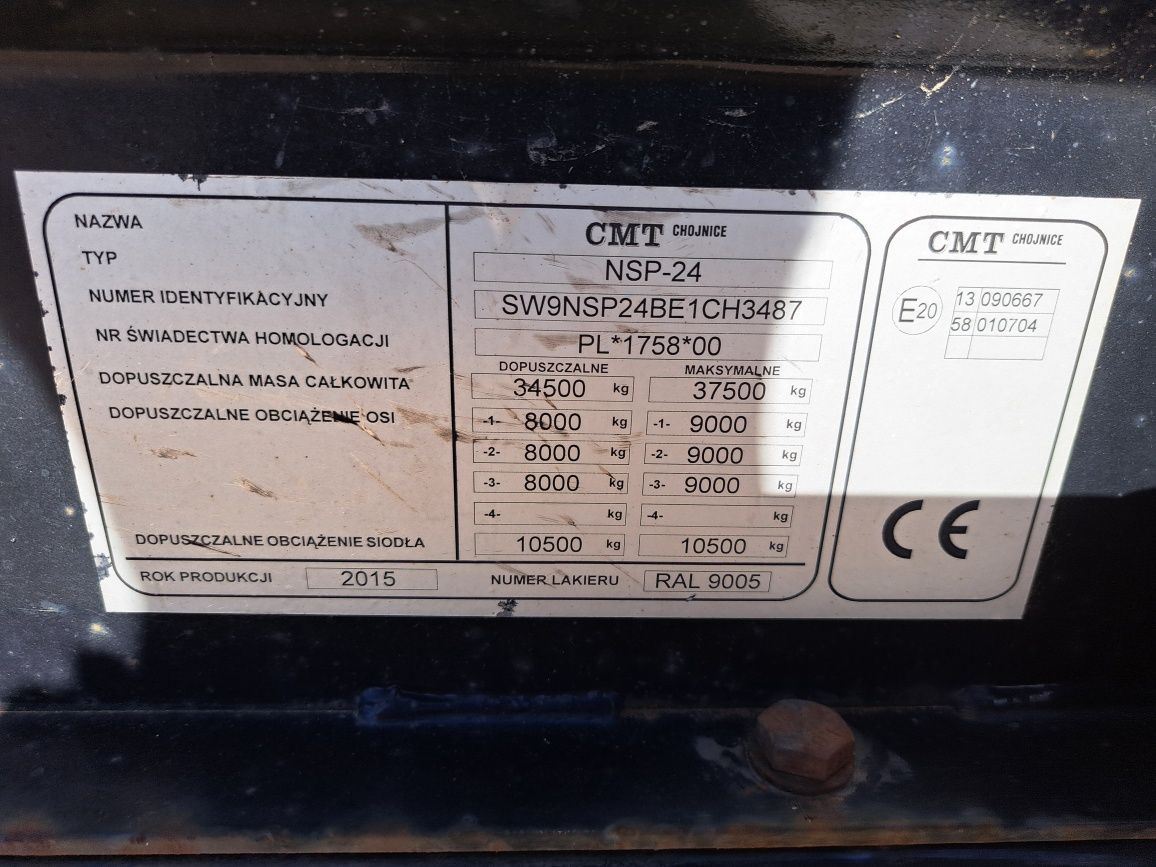 NAZWA CMT CHOJNICE
TYP NSP-24
NUMER IDENTYFIKACYJNY SW9NSP24BE1CH3487
NR ŚWIADECTWA HOMOLOGACJI PL*1758*00
DOPUSZCZALNE MAKSYMALNE
DOPUSZCZALNA MASA CAŁKOWITA 34500 kg 37500 kg
DOPUSZCZALNE OBCIĄŻENIE OSI -1- 8000 kg -1- 9000 kg
-2- 8000 kg -2- 9000 kg
-3- 8000 kg -3- 9000 kg
-4- kg -4- kg
DOPUSZCZALNE OBCIĄŻENIE SIODŁA 10500 kg 10500 kg
ROK PRODUKCJI 2015 NUMER LAKIERU RAL 9005
CMT CHOJNICE
E20 13 090667
58 010704
CE